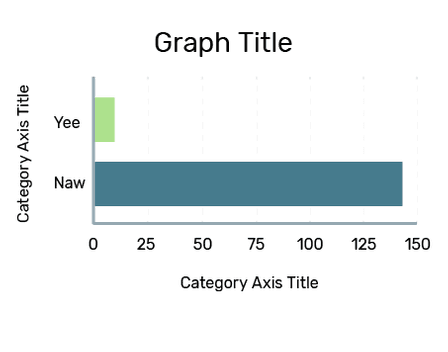 Graph Title
Category Axis Title
Yee
Naw
0 25 50 75 100 125 150
Category Axis Title